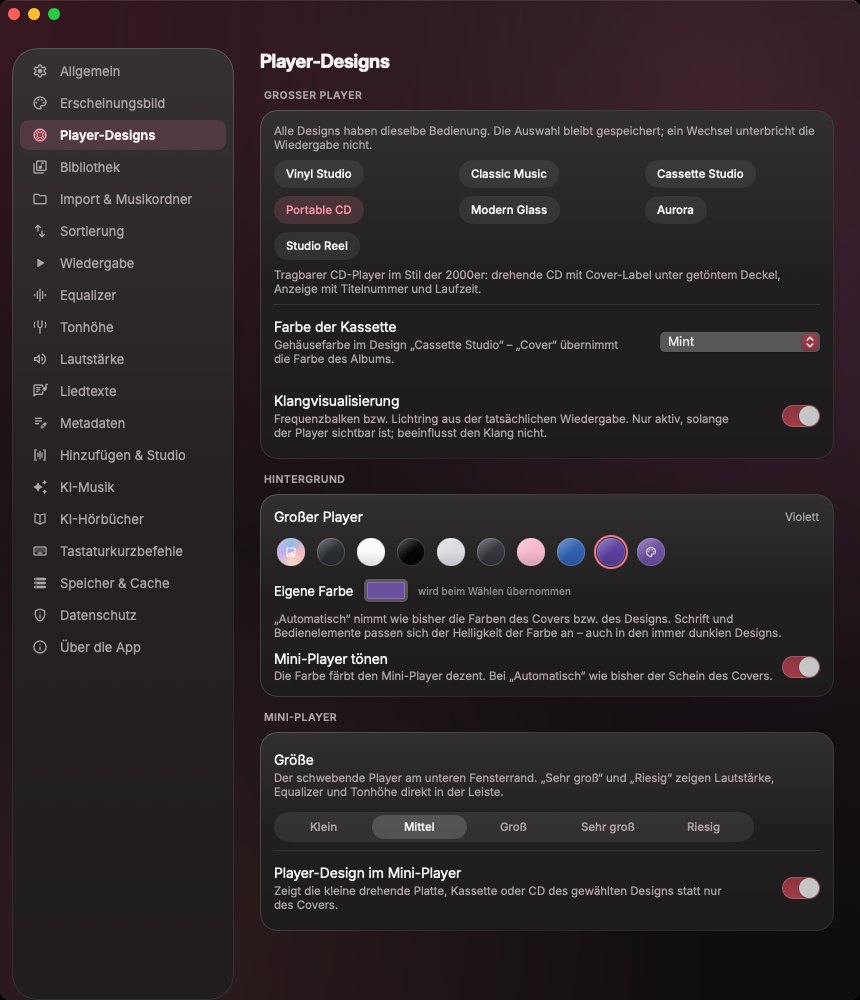 Allgemein
Erscheinungsbild
Player-Designs
Bibliothek
Import & Musikordner
Sortierung
Wiedergabe
Equalizer
Tonhöhe
Lautstärke
Liedtexte
Metadaten
Hinzufügen & Studio
KI-Musik
KI-Hörbücher
Tastaturkurzbefehle
Speicher & Cache
Datenschutz
Über die App
Player-Designs
GROSSER PLAYER
Alle Designs haben dieselbe Bedienung. Die Auswahl bleibt gespeichert; ein Wechsel unterbricht die
Wiedergabe nicht.
Vinyl Studio
Classic Music
Cassette Studio
Portable CD
Modern Glass
Aurora
Studio Reel
Tragbarer CD-Player im Stil der 2000er: drehende CD mit Cover-Label unter getöntem Deckel,
Anzeige mit Titelnummer und Laufzeit.
Farbe der Kassette
Gehäusefarbe im Design „Cassette Studio“ – „Cover“ übernimmt
die Farbe des Albums.
Mint
Klangvisualisierung
Frequenzbalken bzw. Lichtring aus der tatsächlichen Wiedergabe. Nur aktiv, solange
der Player sichtbar ist; beeinflusst den Klang nicht.
HINTERGRUND
Großer Player
Violett
Eigene Farbe
wird beim Wählen übernommen
„Automatisch“ nimmt wie bisher die Farben des Covers bzw. des Designs. Schrift und
Bedienelemente passen sich der Helligkeit der Farbe an – auch in den immer dunklen Designs.
Mini-Player tönen
Die Farbe färbt den Mini-Player dezent. Bei „Automatisch“ wie bisher der Schein des Covers.
MINI-PLAYER
Größe
Der schwebende Player am unteren Fensterrand. „Sehr groß“ und „Riesig“ zeigen Lautstärke,
Equalizer und Tonhöhe direkt in der Leiste.
Klein
Mittel
Groß
Sehr groß
Riesig
Player-Design im Mini-Player
Zeigt die kleine drehende Platte, Kassette oder CD des gewählten Designs statt nur
des Covers.